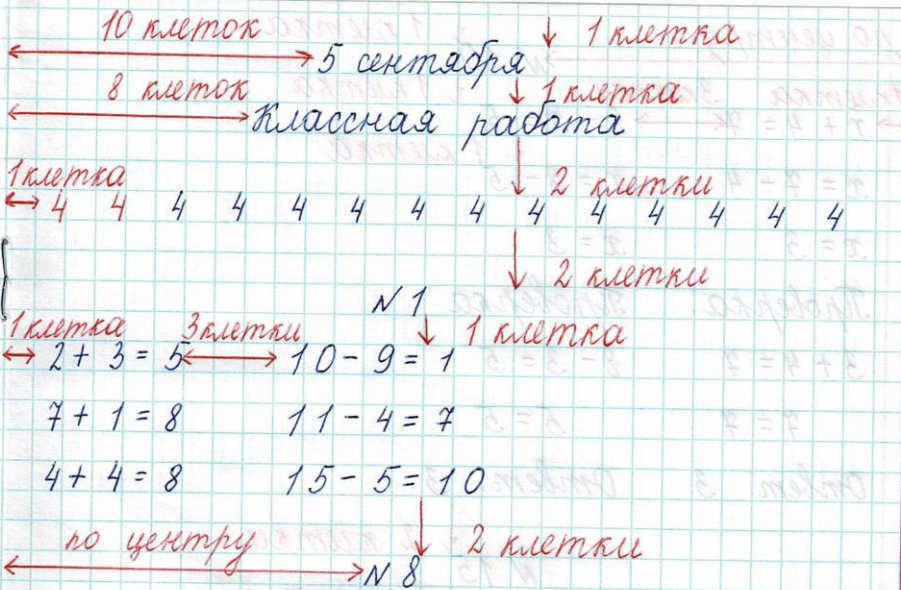 10 клеток 1 клетка
5 сентября
8 клеток 1 клетка
Классная работа
1 клетка 2 клетки
4 4 4 4 4 4 4 4 4 4 4 4 4 4
2 клетки
N 1
1 клетка 3 клетки 1 клетка
2 + 3 = 5 10 - 9 = 1
7 + 1 = 8 11 - 4 = 7
4 + 4 = 8 15 - 5 = 10
по центру 2 клетки
N 8